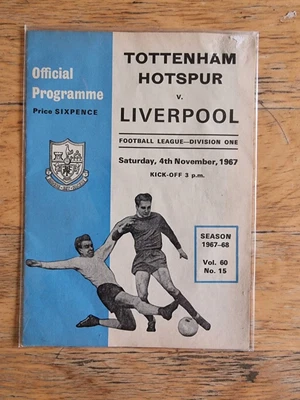 Official
Programme
Price SIXPENCE
TOTTENHAM
HOTSPUR
v.
LIVERPOOL
FOOTBALL LEAGUE—DIVISION ONE
Saturday, 4th November, 1967
KICK-OFF 3 p.m.
SEASON
1967-68
Vol. 60
No. 15